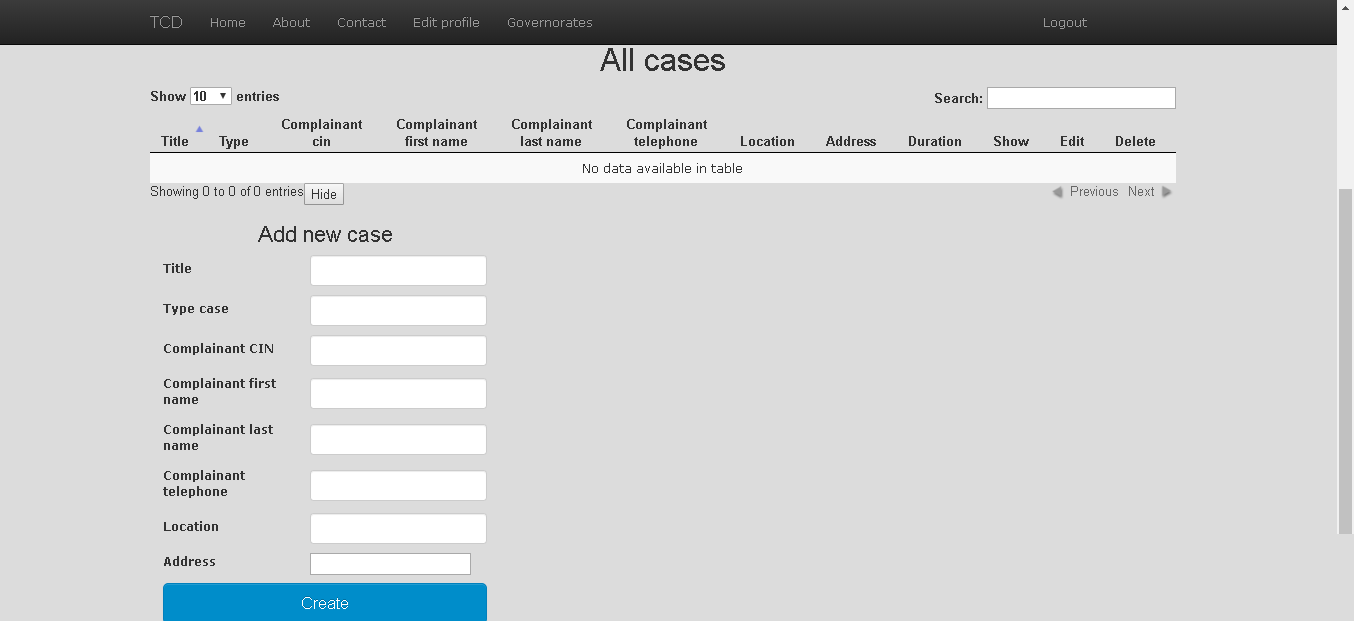 TCD Home About Contact Edit profile Governorates Logout
All cases
Show 10 entries Search:
Title Type Complainant cin Complainant first name Complainant last name Complainant telephone Location Address Duration Show Edit Delete
No data available in table
Showing 0 to 0 of 0 entries Hide Previous Next
Add new case
Title
Type case
Complainant CIN
Complainant first
name
Complainant last
name
Complainant
telephone
Location
Address
Create